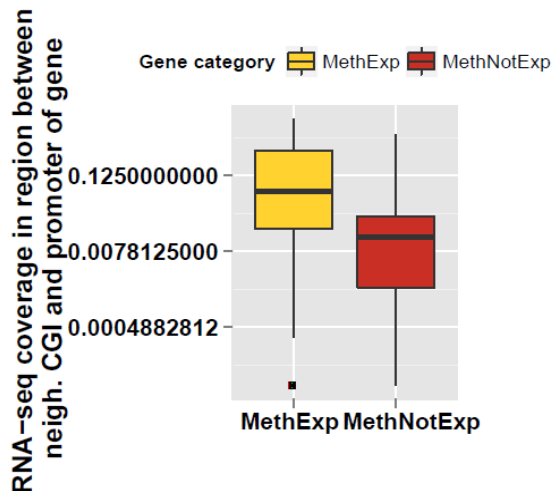 Gene category MethExp MethNotExp
RNA-seq coverage in region between
neigh. CGI and promoter of gene
0.1250000000
0.0078125000
0.0004882812
MethExp MethNotExp